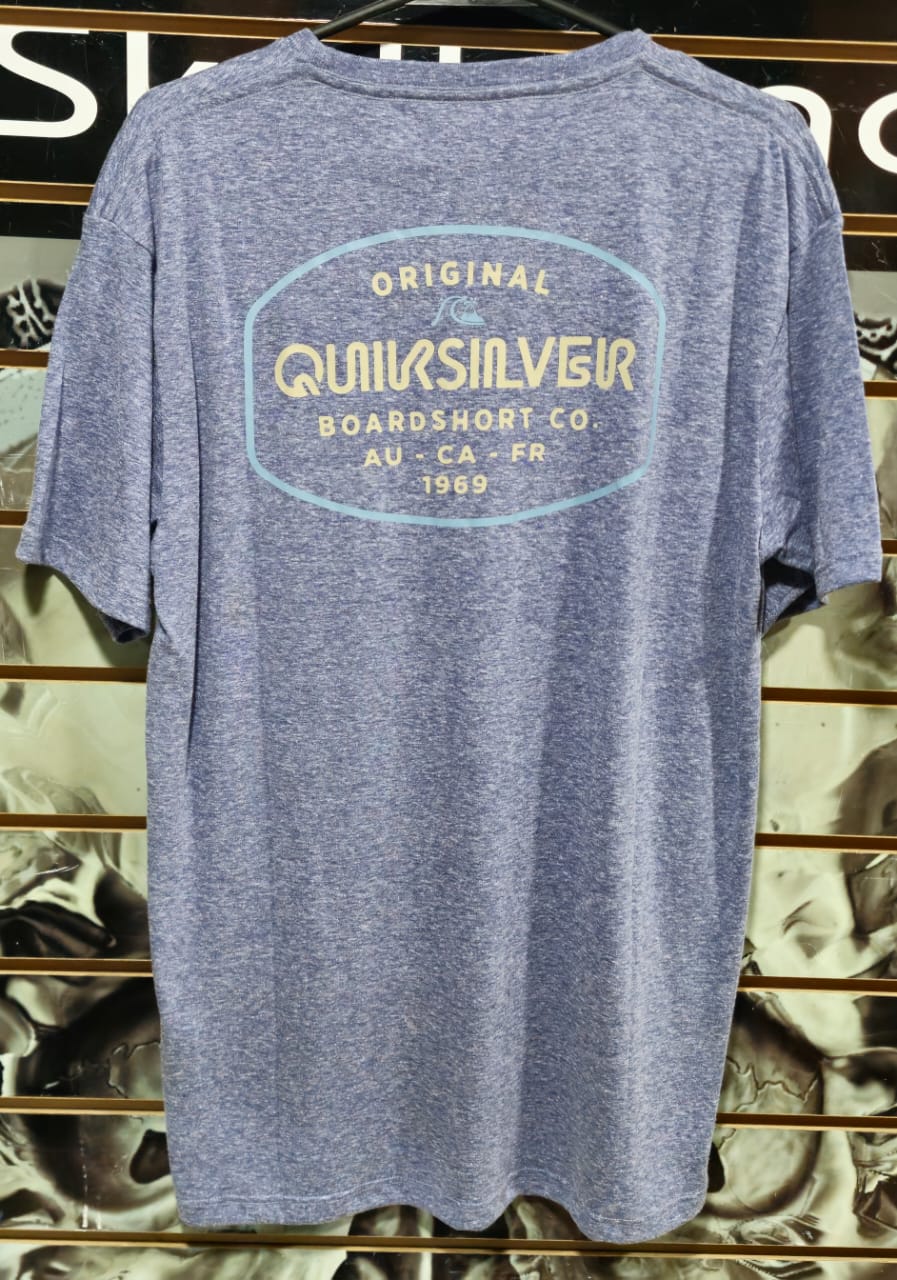 ORIGINAL
QUIKSILVER
BOARDSHORT CO.
AU - CA - FR
1969